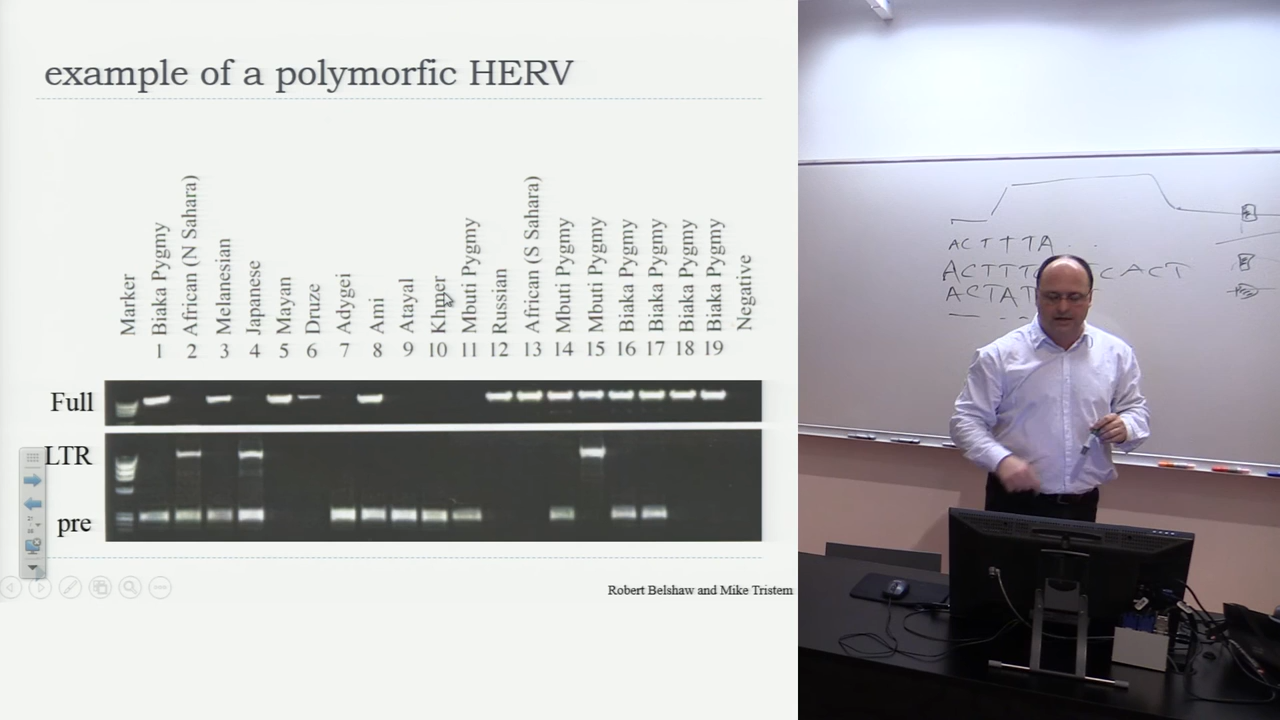 example of a polymorfic HERV
Marker
Biaka Pygmy
African (N Sahara)
Melanesian
Japanese
Mayan
Druze
Adygei
Ami
Atayal
Khmer
Mbuti Pygmy
Russian
African (S Sahara)
Mbuti Pygmy
Mbuti Pygmy
Biaka Pygmy
Biaka Pygmy
Biaka Pygmy
Biaka Pygmy
Negative
1 2 3 4 5 6 7 8 9 10 11 12 13 14 15 16 17 18 19
Full
LTR
pre
Robert Belshaw and Mike Tristem
ACTTTA . .
ACTTT CACT
ACTAT